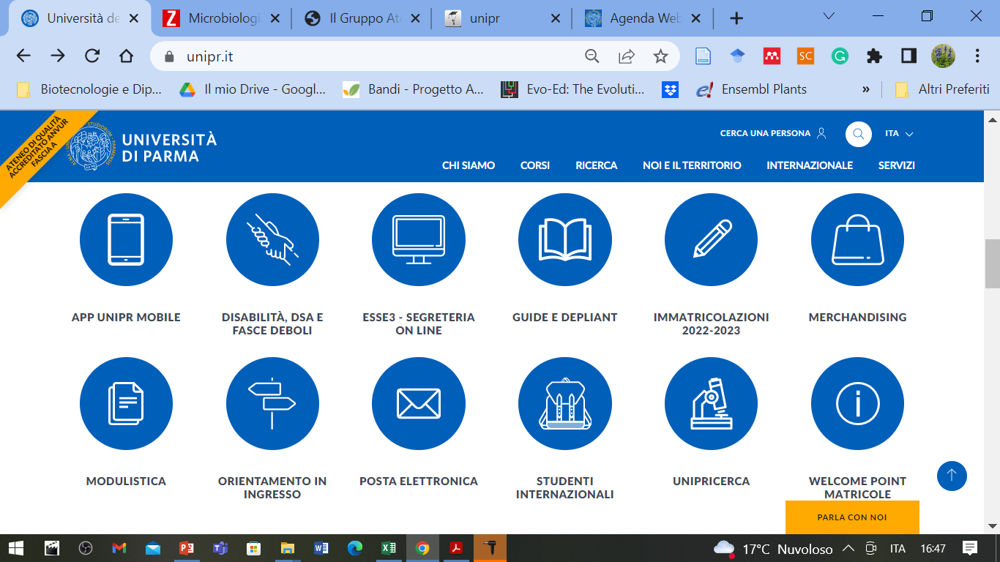 Università de
Microbiologi
Il Gruppo Ate
unipr
Agenda Web
unipr.it
SC
Biotecnologie e Dip...
Il mio Drive - Googl...
Bandi - Progetto A...
Evo-Ed: The Evoluti...
Ensembl Plants
»
Altri Preferiti
ATENEO DI QUALITÀ
ACCREDITATO ANVUR
FASCIA A
UNIVERSITÀ
DI PARMA
CERCA UNA PERSONA
ITA
CHI SIAMO
CORSI
RICERCA
NOI E IL TERRITORIO
INTERNAZIONALE
SERVIZI
APP UNIPR MOBILE
DISABILITÀ, DSA E
FASCE DEBOLI
ESSE3 - SEGRETERIA
ON LINE
GUIDE E DEPLIANT
IMMATRICOLAZIONI
2022-2023
MERCHANDISING
MODULISTICA
ORIENTAMENTO IN
INGRESSO
POSTA ELETTRONICA
STUDENTI
INTERNAZIONALI
UNIPRICERCA
WELCOME POINT
MATRICOLE
PARLA CON NOI
17°C Nuvoloso
ITA
16:47